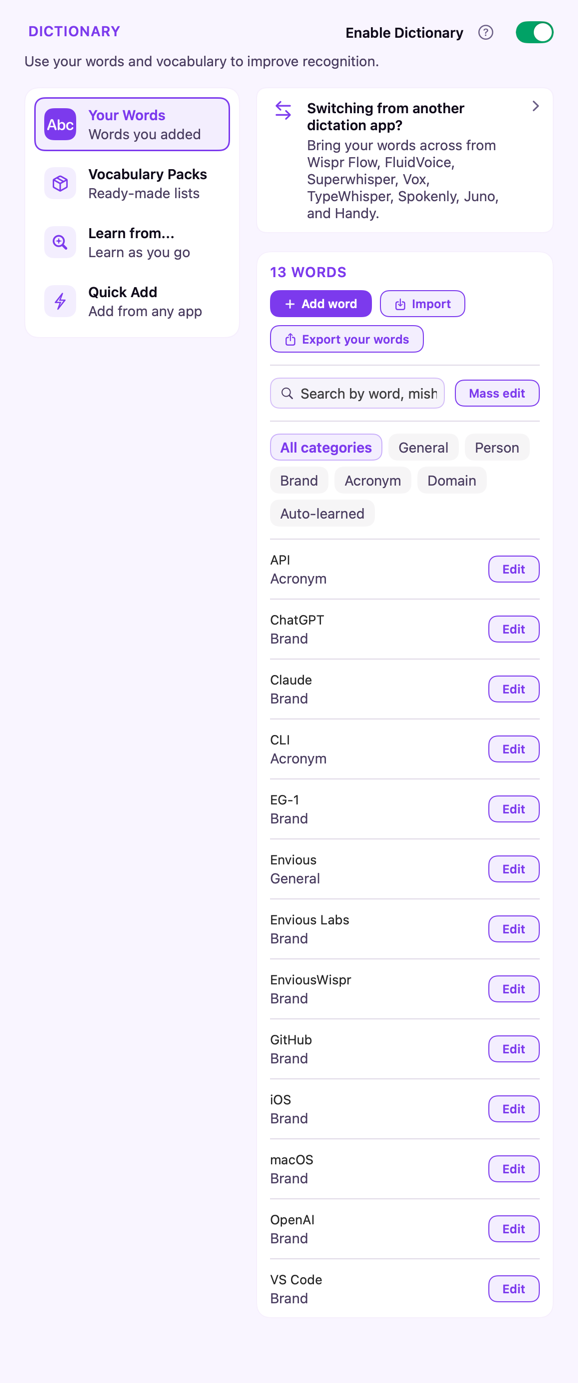 DICTIONARY
Enable Dictionary ?
Use your words and vocabulary to improve recognition.
Abc
Your Words
Words you added
Vocabulary Packs
Ready-made lists
Learn from...
Learn as you go
Quick Add
Add from any app
Switching from another
dictation app?
Bring your words across from
Wispr Flow, FluidVoice,
Superwhisper, Vox,
TypeWhisper, Spokenly, Juno,
and Handy.
13 WORDS
+ Add word
Import
Export your words
Search by word, mish
Mass edit
All categories
General
Person
Brand
Acronym
Domain
Auto-learned
API
Acronym
Edit
ChatGPT
Brand
Edit
Claude
Brand
Edit
CLI
Acronym
Edit
EG-1
Brand
Edit
Envious
General
Edit
Envious Labs
Brand
Edit
EnviousWispr
Brand
Edit
GitHub
Brand
Edit
iOS
Brand
Edit
macOS
Brand
Edit
OpenAI
Brand
Edit
VS Code
Brand
Edit